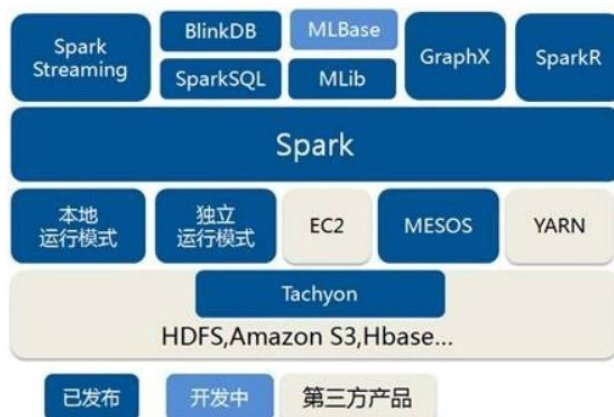 Spark
Streaming
BlinkDB
MLBase
SparkSQL
MLib
GraphX
SparkR
Spark
本地
运行模式
独立
运行模式
EC2
MESOS
YARN
Tachyon
HDFS,Amazon S3,Hbase...
已发布
开发中
第三方产品